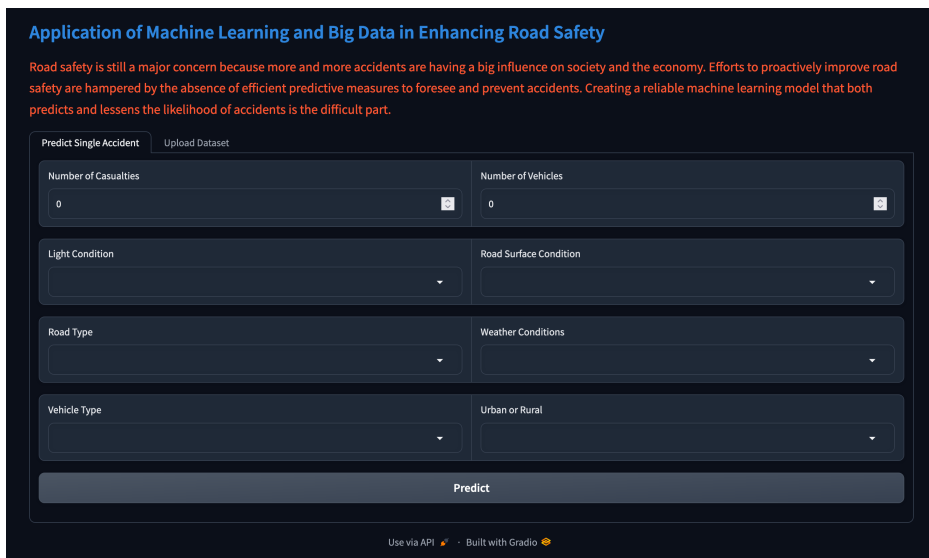 Application of Machine Learning and Big Data in Enhancing Road Safety
Road safety is still a major concern because more and more accidents are having a big influence on society and the economy. Efforts to proactively improve road
safety are hampered by the absence of efficient predictive measures to foresee and prevent accidents. Creating a reliable machine learning model that both
predicts and lessens the likelihood of accidents is the difficult part.
Predict Single Accident Upload Dataset
Number of Casualties Number of Vehicles
0 0
Light Condition Road Surface Condition
Road Type Weather Conditions
Vehicle Type Urban or Rural
Predict
Use via API · Built with Gradio